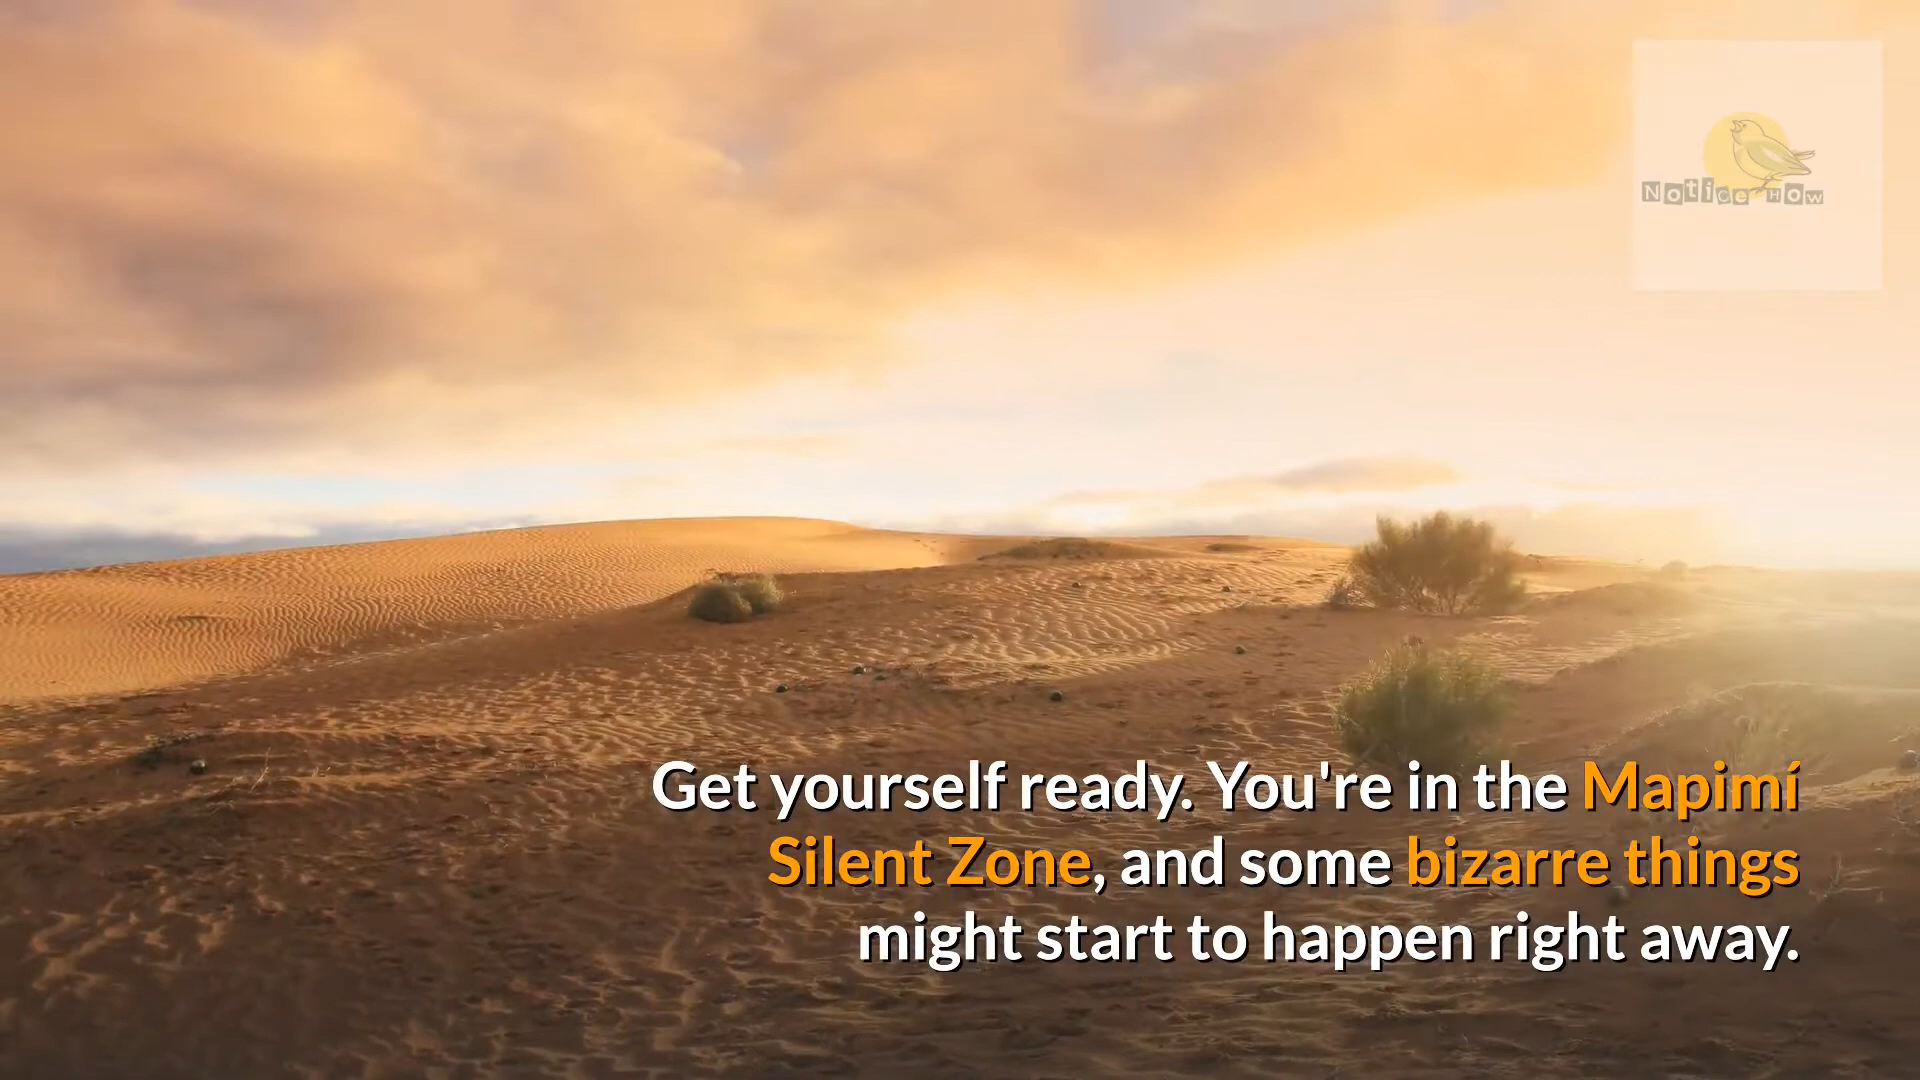 Notice How
Get yourself ready. You're in the Mapimí
Silent Zone, and some bizarre things
might start to happen right away.